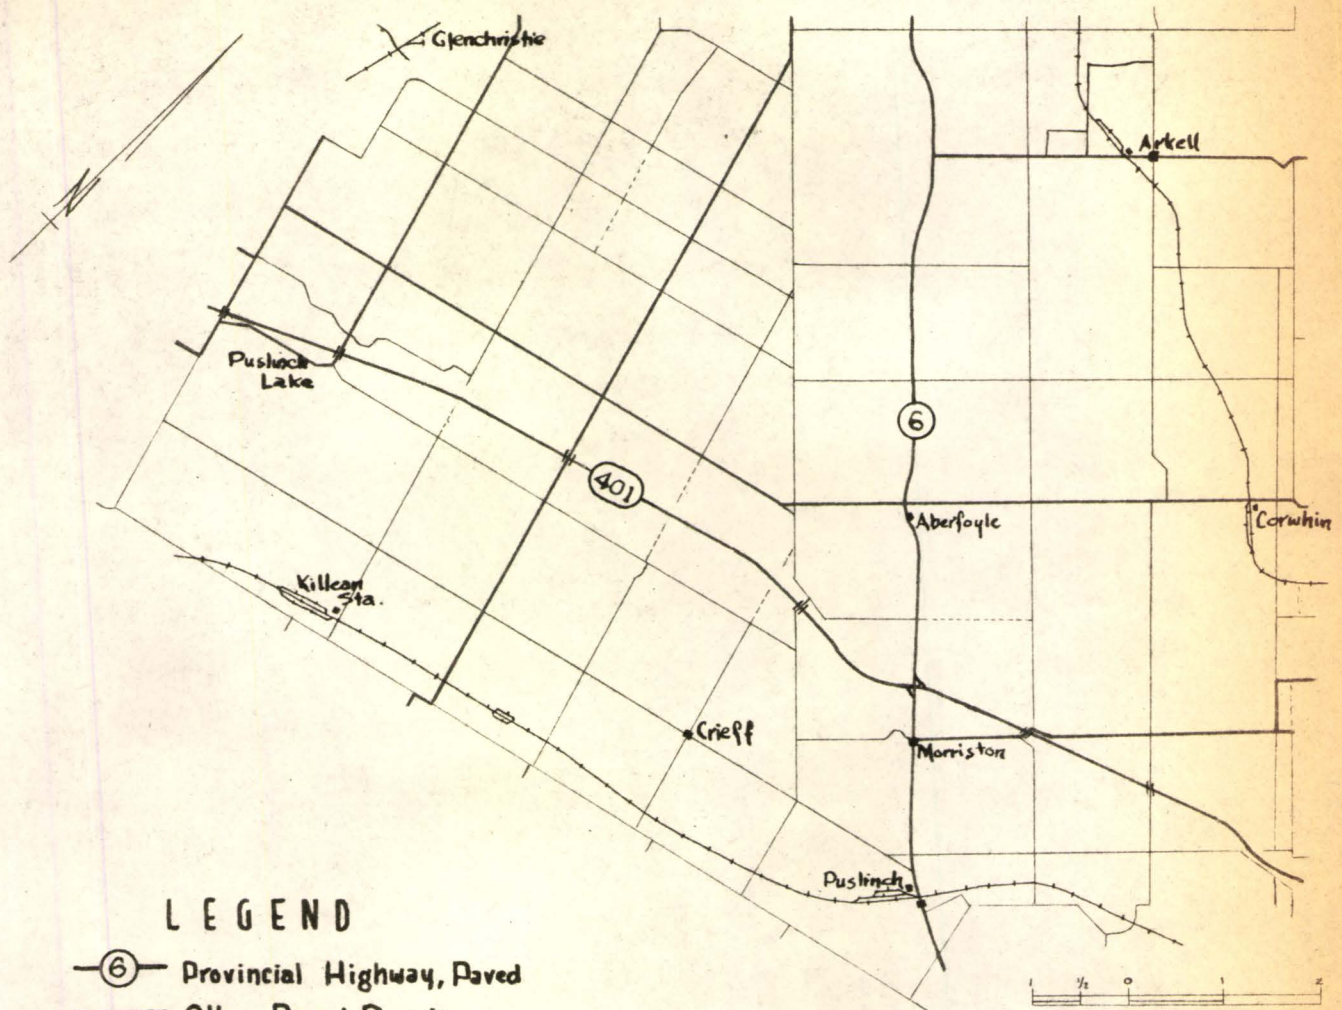 Glenchristie
Arkell
Puslinch
Lake
6
401
Aberfoyle
Corwhin
Killean
Sta.
Crieff
Morriston
Puslinch
LEGEND
6 Provincial Highway, Paved
1 1/2 0 1 2